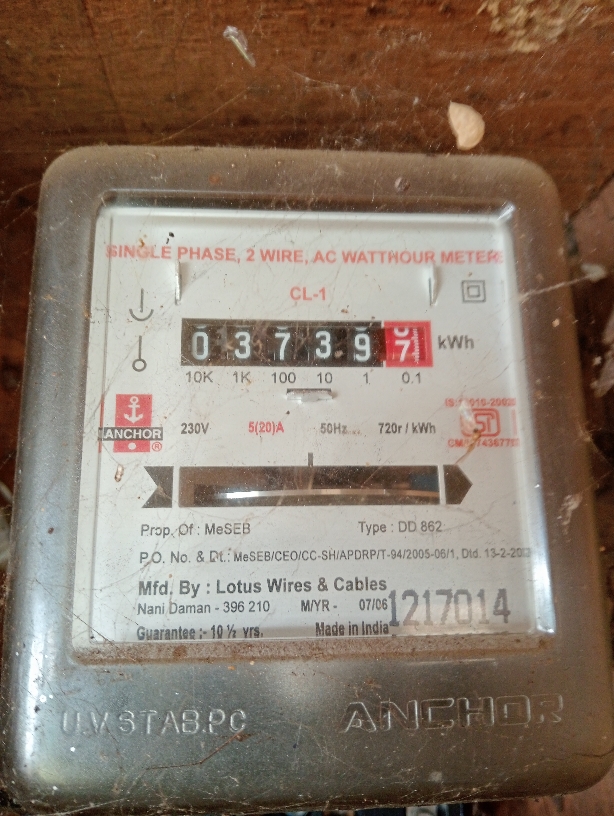 SINGLE PHASE, 2 WIRE, AC WATTHOUR METER
CL-1
0 3 7 3 9 7 kWh
10K 1K 100 10 1 0.1
ANCHOR ® 230V 5(20)A 50Hz 720r / kWh
Prop. Of : MeSEB Type : DD 862
P.O. No. & Dt.: MeSEB/CEO/CC-SH/APDRP/T-94/2005-06/1, Dtd. 13-2-
Mfd. By : Lotus Wires & Cables
Nani Daman - 396 210 M/YR - 07/06 1217014
Guarantee :- 10 ½ yrs. Made in India
U.V.STAB.PC ANCHOR